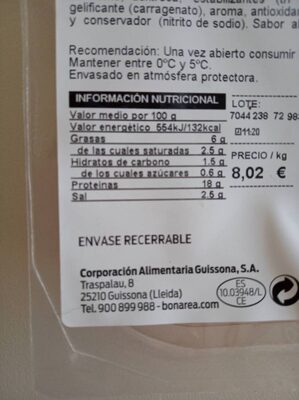 gelificante (carragenato), aroma, antioxidan
y conservador (nitrito de sodio). Sabor a
Recomendación: Una vez abierto consumir
Mantener entre 0ºC y 5ºC.
Envasado en atmósfera protectora.
INFORMACIÓN NUTRICIONAL
Valor medio por 100 g
Valor energético 554kJ/132kcal
Grasas 6 g
de las cuales saturadas 2.5 g
Hidratos de carbono 1.5 g
de los cuales azúcares 0.6 g
Proteínas 18 g
Sal 2.5 g
LOTE:
7044 238 72 98
11:20
PRECIO / kg
8,02 €
ENVASE RECERRABLE
Corporación Alimentaria Guissona, S.A.
Traspalau, 8
25210 Guissona (Lleida)
Tel. 900 899 988 - bonarea.com
ES
10.03948/L
CE